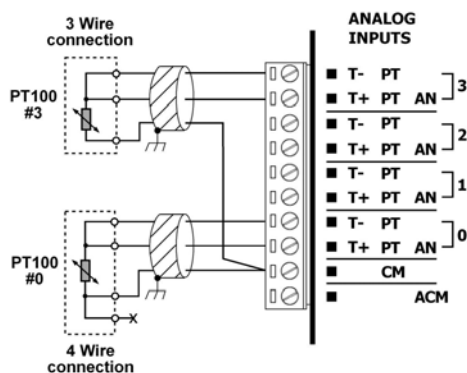 3 Wire
connection
PT100
#3
PT100
#0
4 Wire
connection
X
ANALOG
INPUTS
T- PT
T+ PT AN
3
T- PT
T+ PT AN
2
T- PT
T+ PT AN
1
T- PT
T+ PT AN
0
CM
ACM